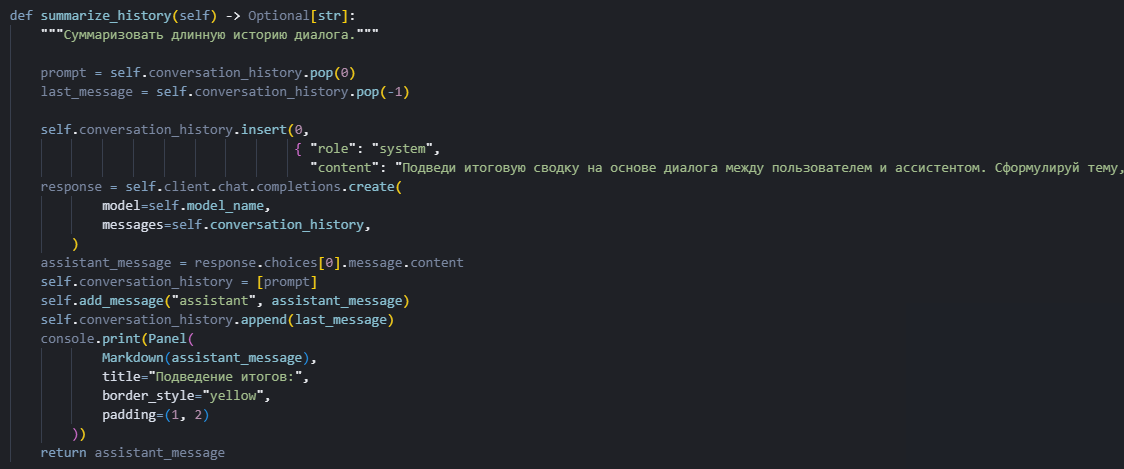 def summarize_history(self) -> Optional[str]:
"""Суммаризовать длинную историю диалога."""
prompt = self.conversation_history.pop(0)
last_message = self.conversation_history.pop(-1)
self.conversation_history.insert(0,
{ "role": "system",
"content": "Подведи итоговую сводку на основе диалога между пользователем и ассистентом. Сформулируй тему,
response = self.client.chat.completions.create(
model=self.model_name,
messages=self.conversation_history,
)
assistant_message = response.choices[0].message.content
self.conversation_history = [prompt]
self.add_message("assistant", assistant_message)
self.conversation_history.append(last_message)
console.print(Panel(
Markdown(assistant_message),
title="Подведение итогов:",
border_style="yellow",
padding=(1, 2)
))
return assistant_message